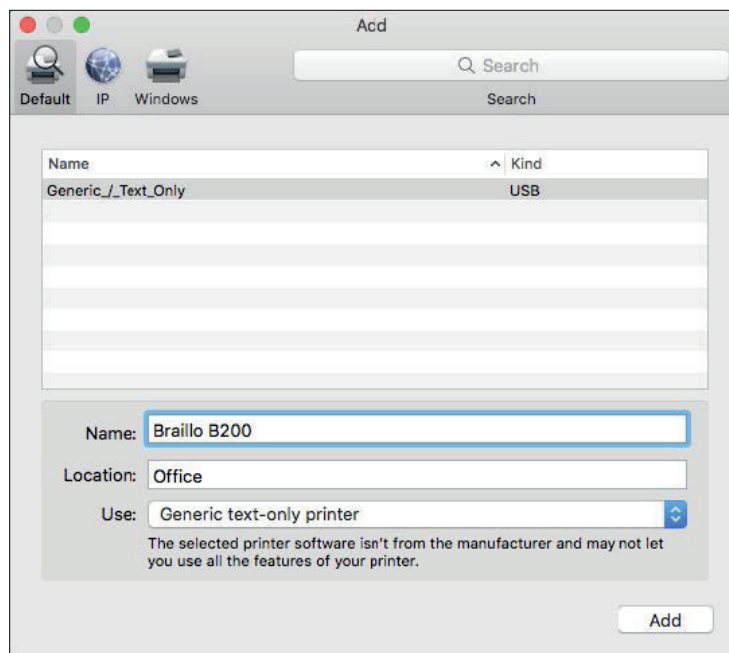 Acd
Search
Default IP Windows Search
Name Kind
Generic_/_Text_Only USB
Name: Braillo B200
Location: Office
Use: Generic text-only printer
The selected printer software isn't from the manufacturer and may not let
you use all the features of your printer.
Add